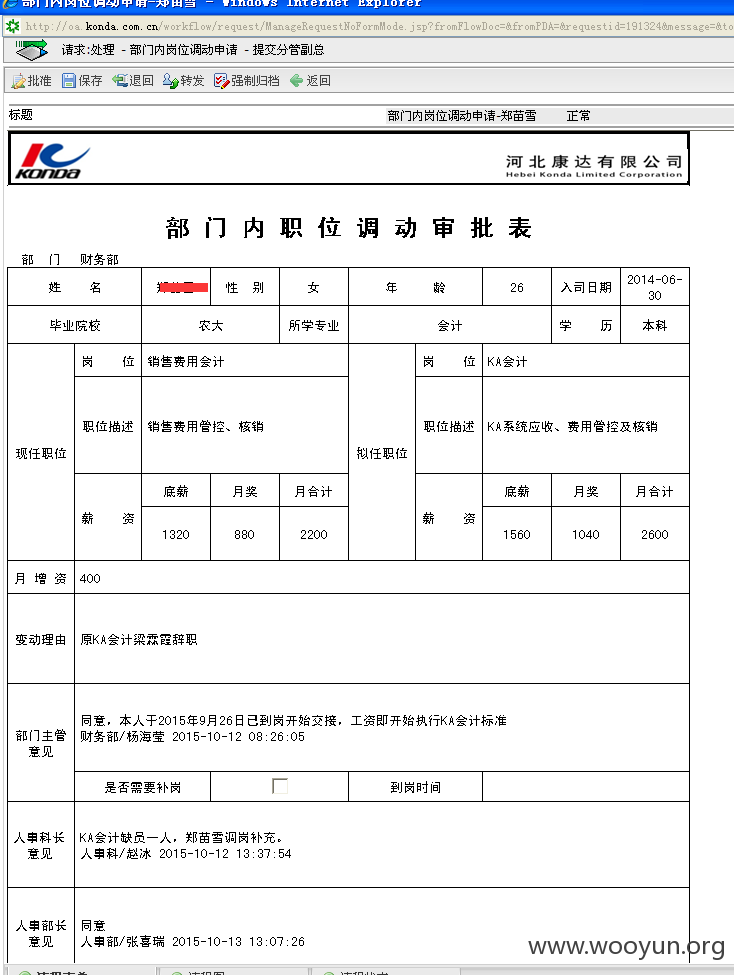 部门内岗位调动申请-郑苗雪 - Windows Internet Explorer
http://oa.konda.com.cn/workflow/request/ManageRequestNoFormMode.jsp?fromFlowDoc=&fromPDA=&requestid=191324&message=&to
请求:处理 - 部门内岗位调动申请 - 提交分管副总
批准 保存 退回 转发 强制归档 返回
标题 部门内岗位调动申请-郑苗雪 正常
KONDA 河北康达有限公司
Hebei Konda Limited Corporation
部门内职位调动审批表
部 门 财务部
姓 名 性 别 女 年 龄 26 入司日期 2014-06-30
毕业院校 农大 所学专业 会计 学 历 本科
现任职位 岗 位 销售费用会计 拟任职位 岗 位 KA会计
职位描述 销售费用管控、核销 职位描述 KA系统应收、费用管控及核销
薪 资 底薪 月奖 月合计 薪 资 底薪 月奖 月合计
1320 880 2200 1560 1040 2600
月 增 资 400
变动理由 原KA会计梁霖霞辞职
部门主管意见 同意，本人于2015年9月26日已到岗开始交接，工资即开始执行KA会计标准
财务部/杨海莹 2015-10-12 08:26:05
是否需要补岗 到岗时间
人事科长意见 KA会计缺员一人，郑苗雪调岗补充。
人事科/赵冰 2015-10-12 13:37:54
人事部长意见 同意
人事部/张喜瑞 2015-10-13 13:07:26
www.wooyun.org